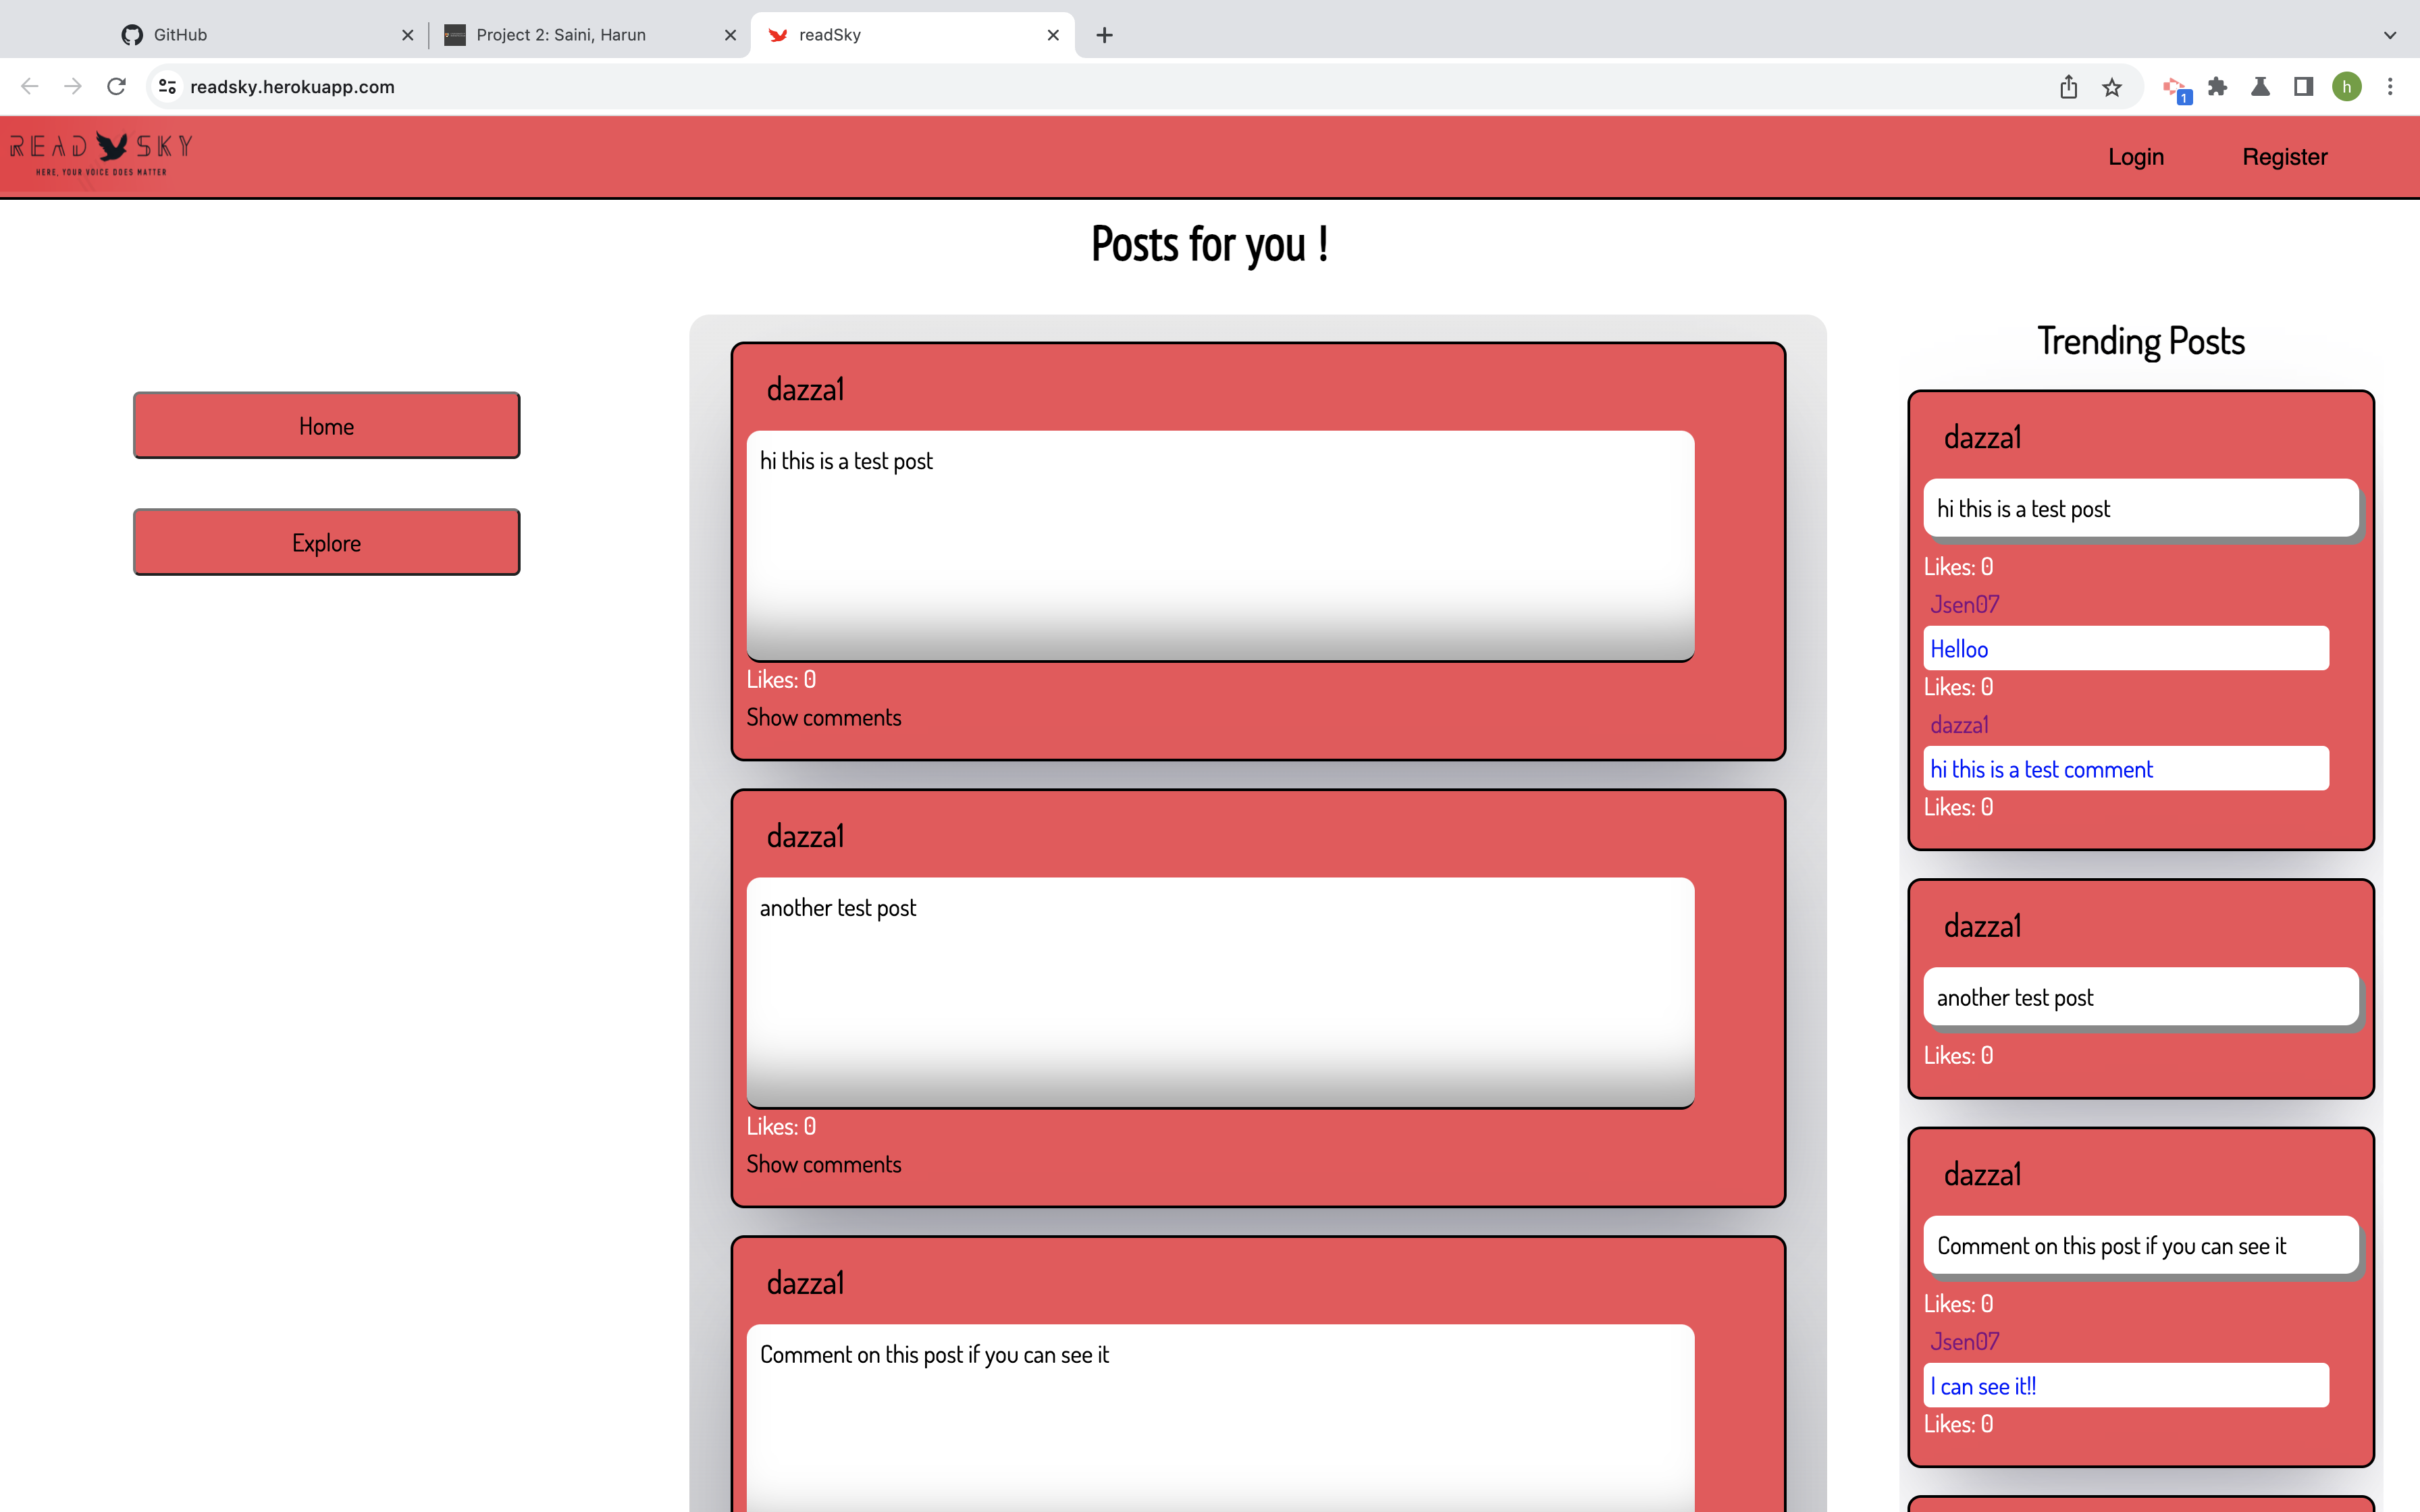 GitHub
Project 2: Saini, Harun
readSky
readsky.herokuapp.com
1
h
READ SKY
HERE, YOUR VOICE DOES MATTER
Login
Register
Posts for you !
Home
Explore
dazza1
hi this is a test post
Likes: 0
Show comments
dazza1
another test post
Likes: 0
Show comments
dazza1
Comment on this post if you can see it
Trending Posts
dazza1
hi this is a test post
Likes: 0
Jsen07
Helloo
Likes: 0
dazza1
hi this is a test comment
Likes: 0
dazza1
another test post
Likes: 0
dazza1
Comment on this post if you can see it
Likes: 0
Jsen07
I can see it!!
Likes: 0